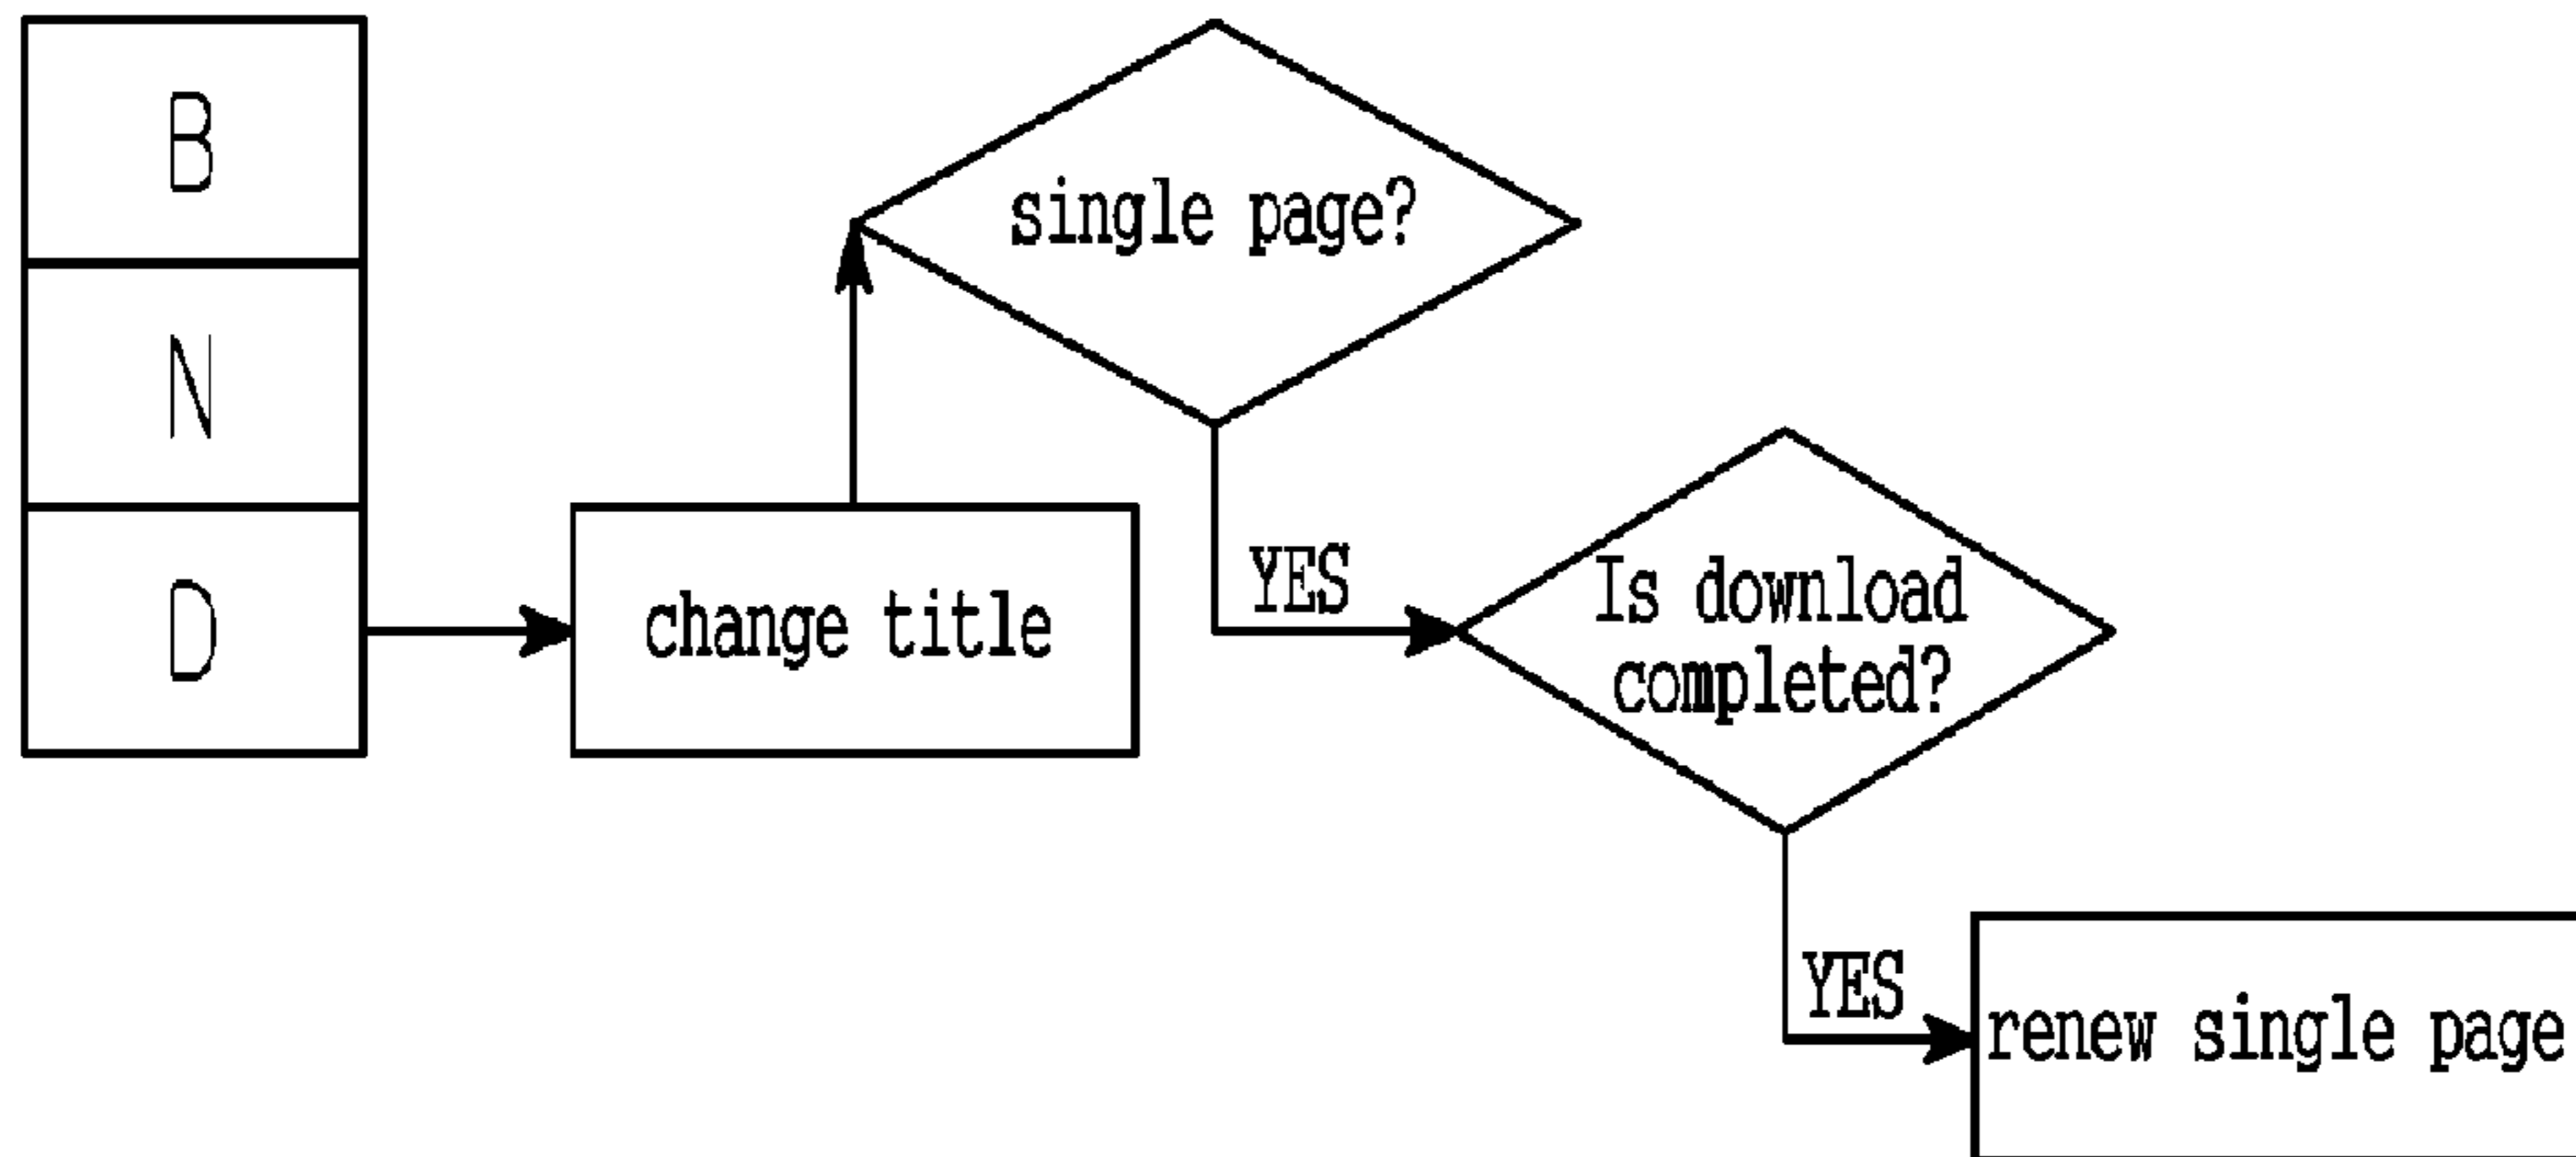 B
N
D
change title
single page?
YES
Is download
completed?
YES
renew single page